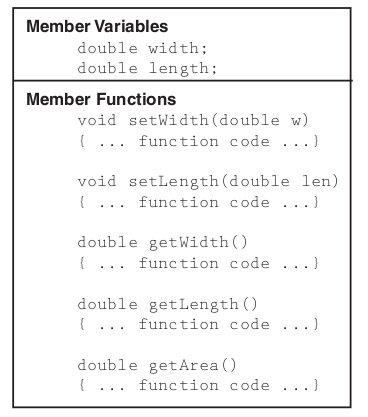 Member Variables
double width;
double length;
Member Functions
void setWidth(double w)
{ ... function code ...}
void setLength(double len)
{ ... function code ...}
double getWidth()
{ ... function code ...}
double getLength()
{ ... function code ...}
double getArea()
{ ... function code ...}